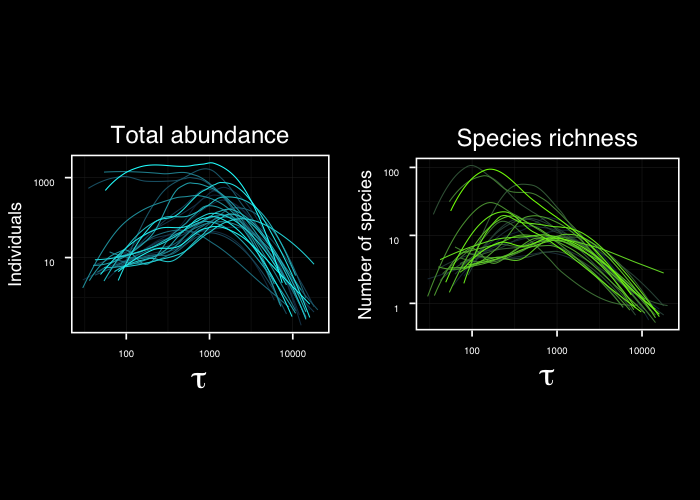 Total abundance
Individuals
1000
10
100
1000
10000
τ
Species richness
Number of species
100
10
1
100
1000
10000
τ